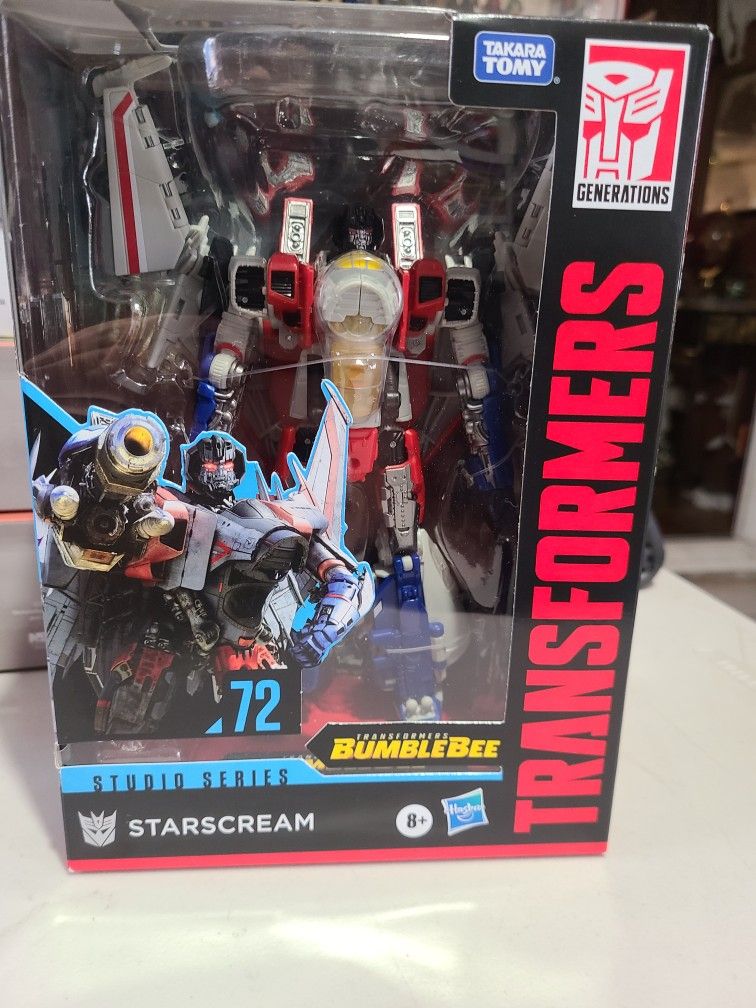 TAKARA
TOMY
GENERATIONS
TRANSFORMERS
72
TRANSFORMERS
BUMBLEBEE
STUDIO SERIES
STARSCREAM
8+
Hasbro